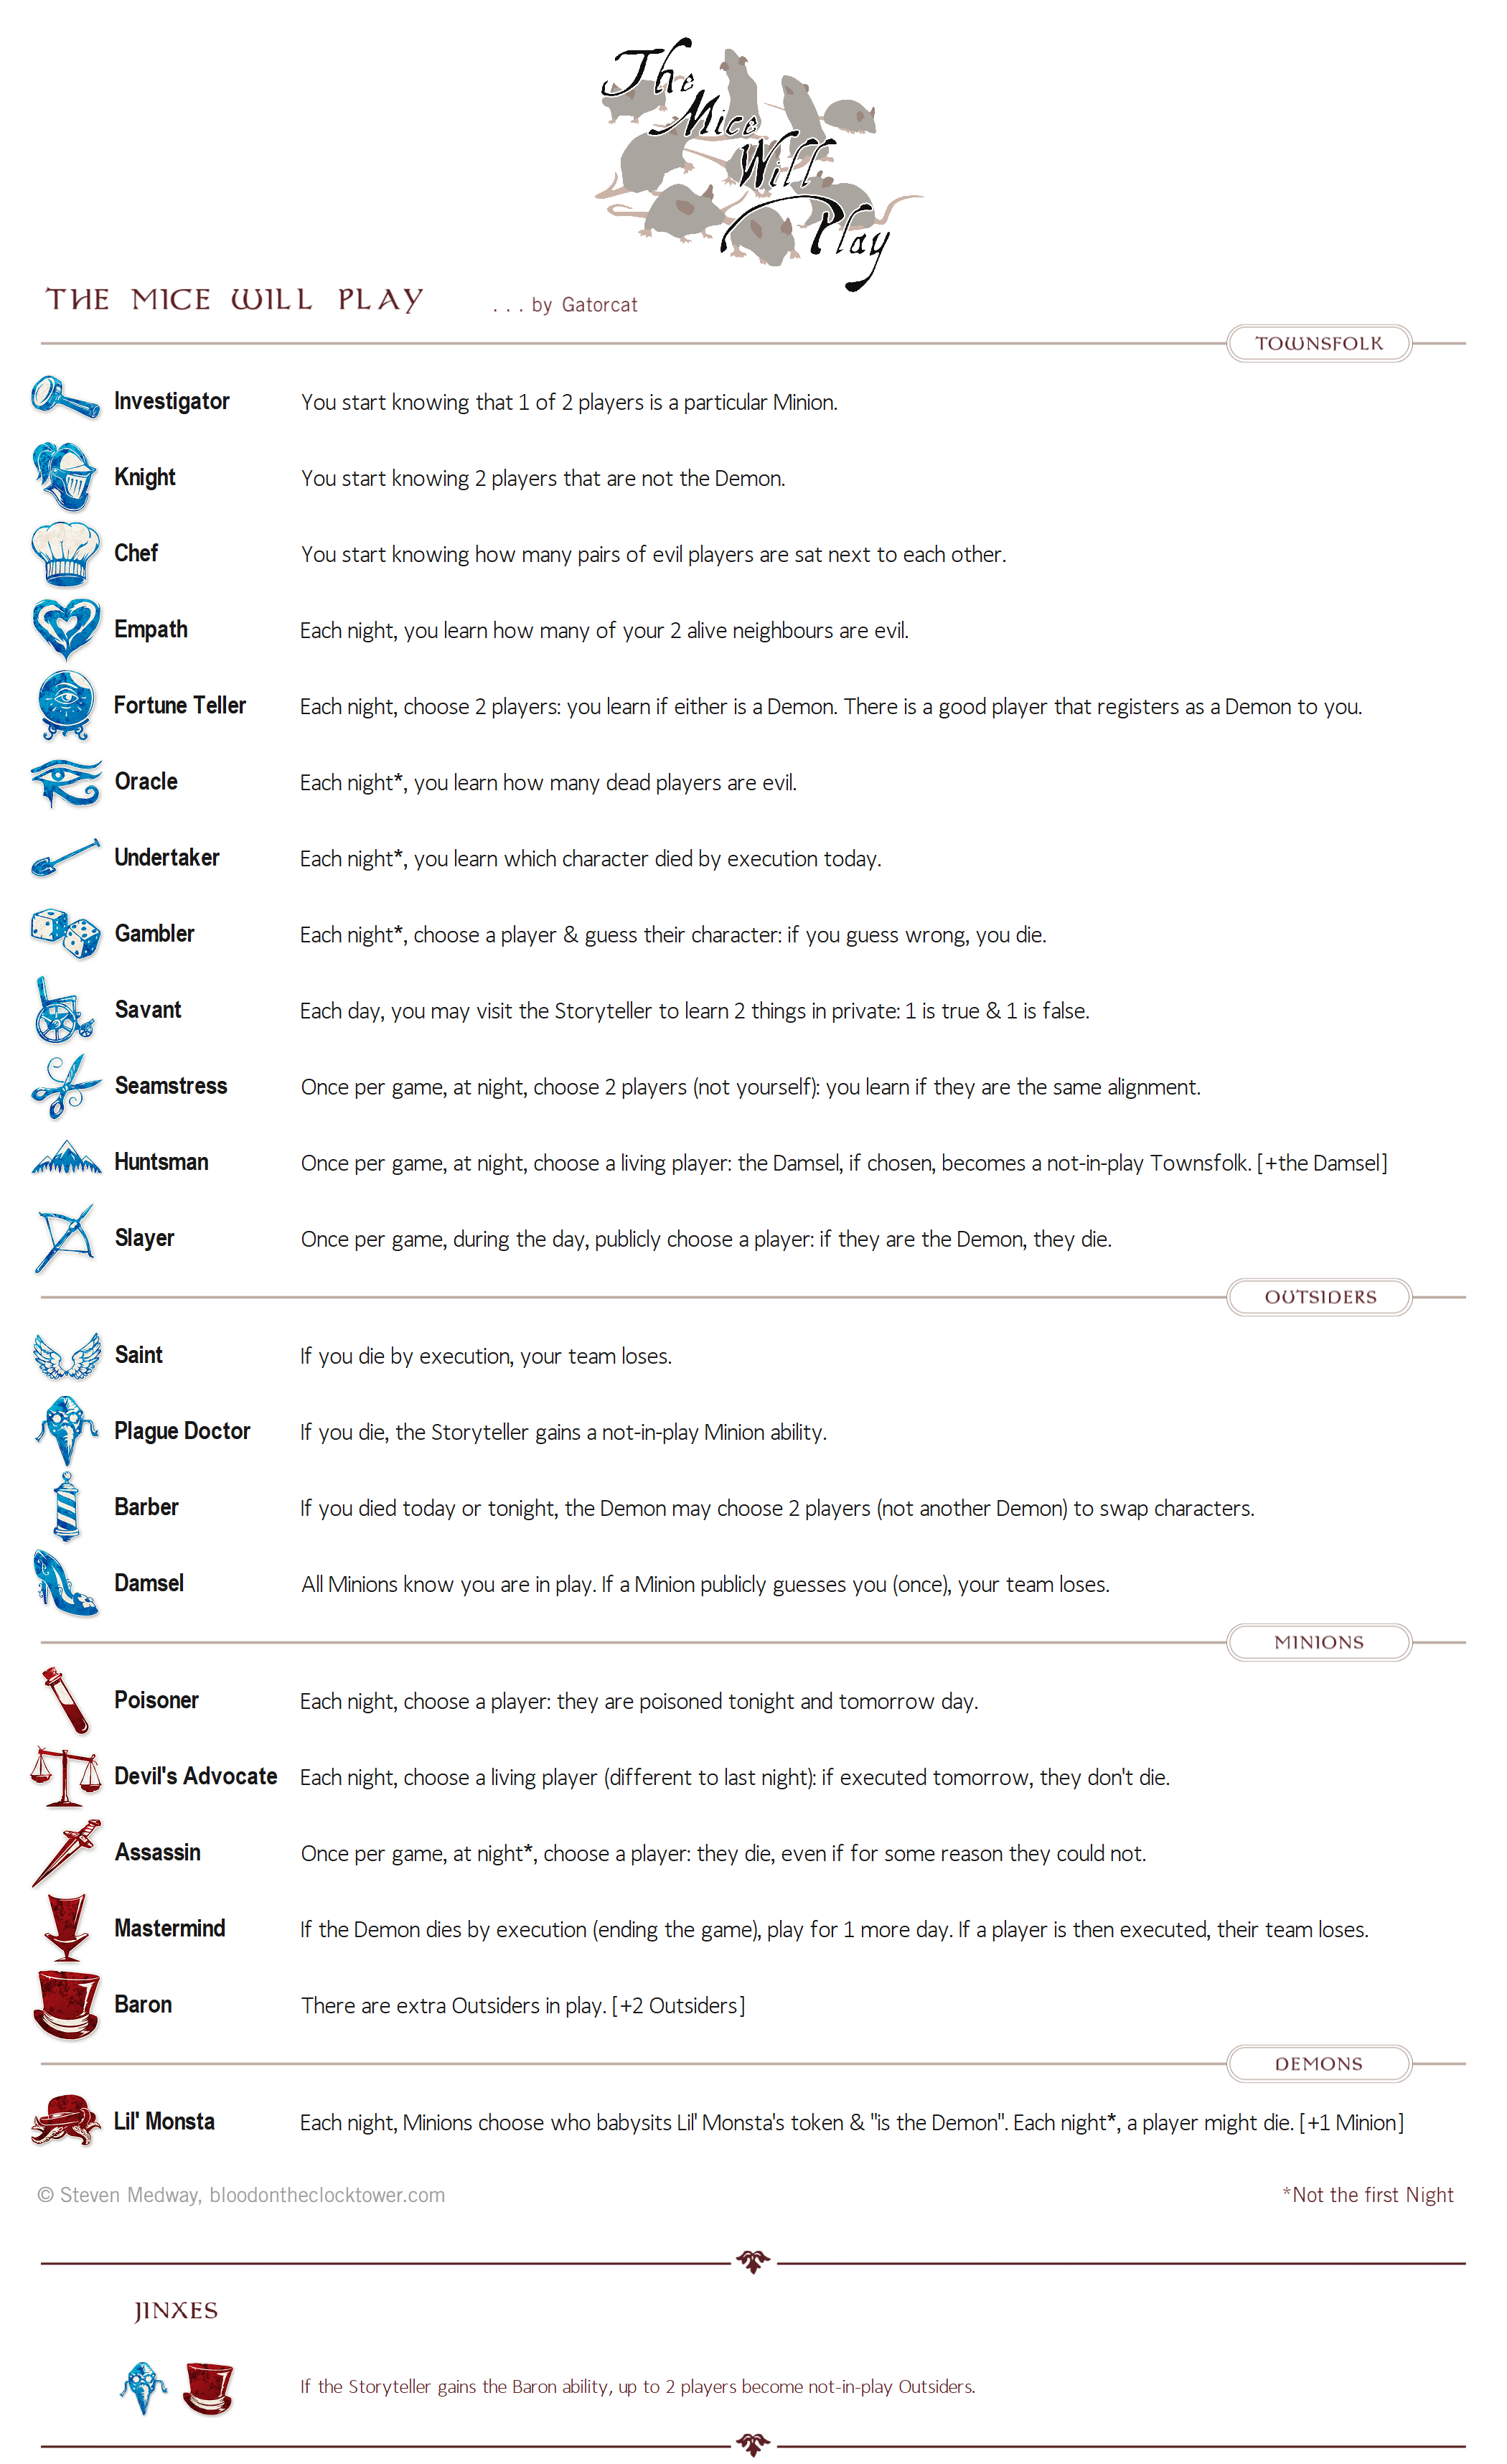 The
Mice
Will
Play
THE MICE WILL PLAY . . . by Gatorcat
TOWNSFOLK
Investigator You start knowing that 1 of 2 players is a particular Minion.
Knight You start knowing 2 players that are not the Demon.
Chef You start knowing how many pairs of evil players are sat next to each other.
Empath Each night, you learn how many of your 2 alive neighbours are evil.
Fortune Teller Each night, choose 2 players: you learn if either is a Demon. There is a good player that registers as a Demon to you.
Oracle Each night*, you learn how many dead players are evil.
Undertaker Each night*, you learn which character died by execution today.
Gambler Each night*, choose a player & guess their character: if you guess wrong, you die.
Savant Each day, you may visit the Storyteller to learn 2 things in private: 1 is true & 1 is false.
Seamstress Once per game, at night, choose 2 players (not yourself): you learn if they are the same alignment.
Huntsman Once per game, at night, choose a living player: the Damsel, if chosen, becomes a not-in-play Townsfolk. [+the Damsel]
Slayer Once per game, during the day, publicly choose a player: if they are the Demon, they die.
OUTSIDERS
Saint If you die by execution, your team loses.
Plague Doctor If you die, the Storyteller gains a not-in-play Minion ability.
Barber If you died today or tonight, the Demon may choose 2 players (not another Demon) to swap characters.
Damsel All Minions know you are in play. If a Minion publicly guesses you (once), your team loses.
MINIONS
Poisoner Each night, choose a player: they are poisoned tonight and tomorrow day.
Devil's Advocate Each night, choose a living player (different to last night): if executed tomorrow, they don't die.
Assassin Once per game, at night*, choose a player: they die, even if for some reason they could not.
Mastermind If the Demon dies by execution (ending the game), play for 1 more day. If a player is then executed, their team loses.
Baron There are extra Outsiders in play. [+2 Outsiders]
DEMONS
Lil' Monsta Each night, Minions choose who babysits Lil' Monsta's token & "is the Demon". Each night*, a player might die. [+1 Minion]
© Steven Medway, bloodontheclocktower.com *Not the first Night
JINXES
If the Storyteller gains the Baron ability, up to 2 players become not-in-play Outsiders.